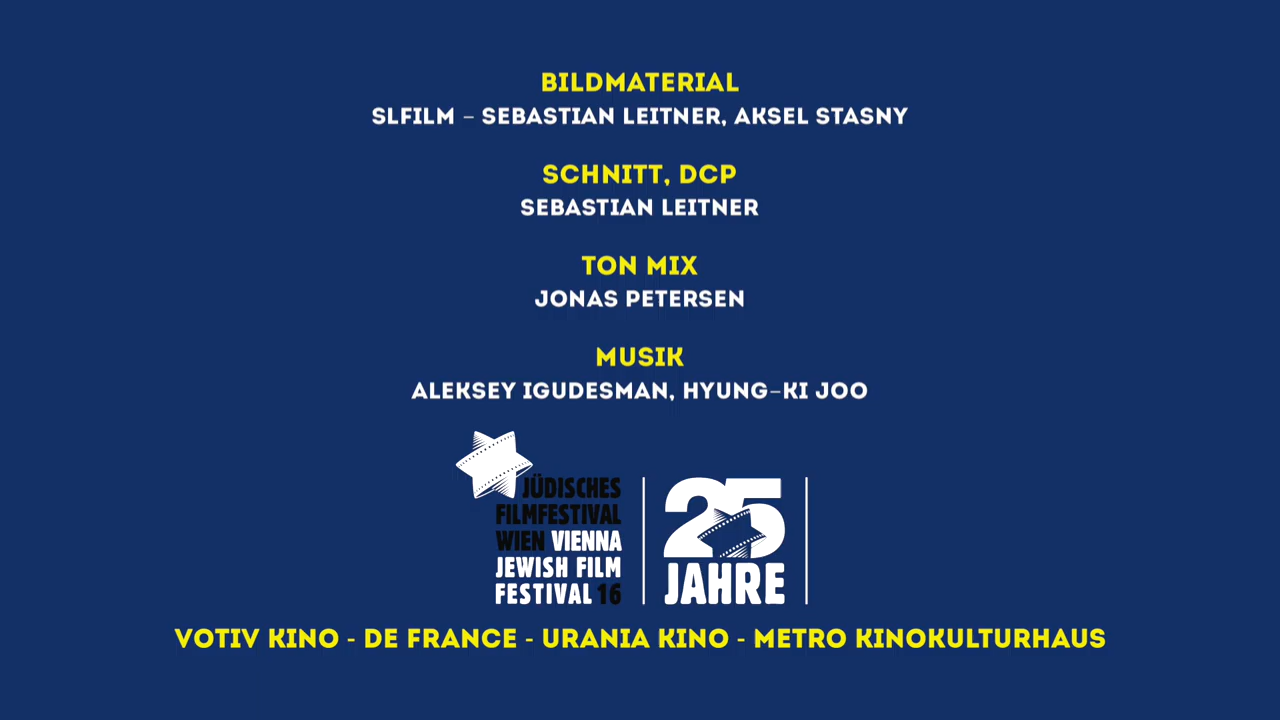 BILDMATERIAL
SLFILM – SEBASTIAN LEITNER, AKSEL STASNY
SCHNITT, DCP
SEBASTIAN LEITNER
TON MIX
JONAS PETERSEN
MUSIK
ALEKSEY IGUDESMAN, HYUNG–KI JOO
JÜDISCHES
FILMFESTIVAL
WIEN VIENNA
JEWISH FILM
FESTIVAL 16
25
JAHRE
VOTIV KINO - DE FRANCE - URANIA KINO - METRO KINOKULTURHAUS